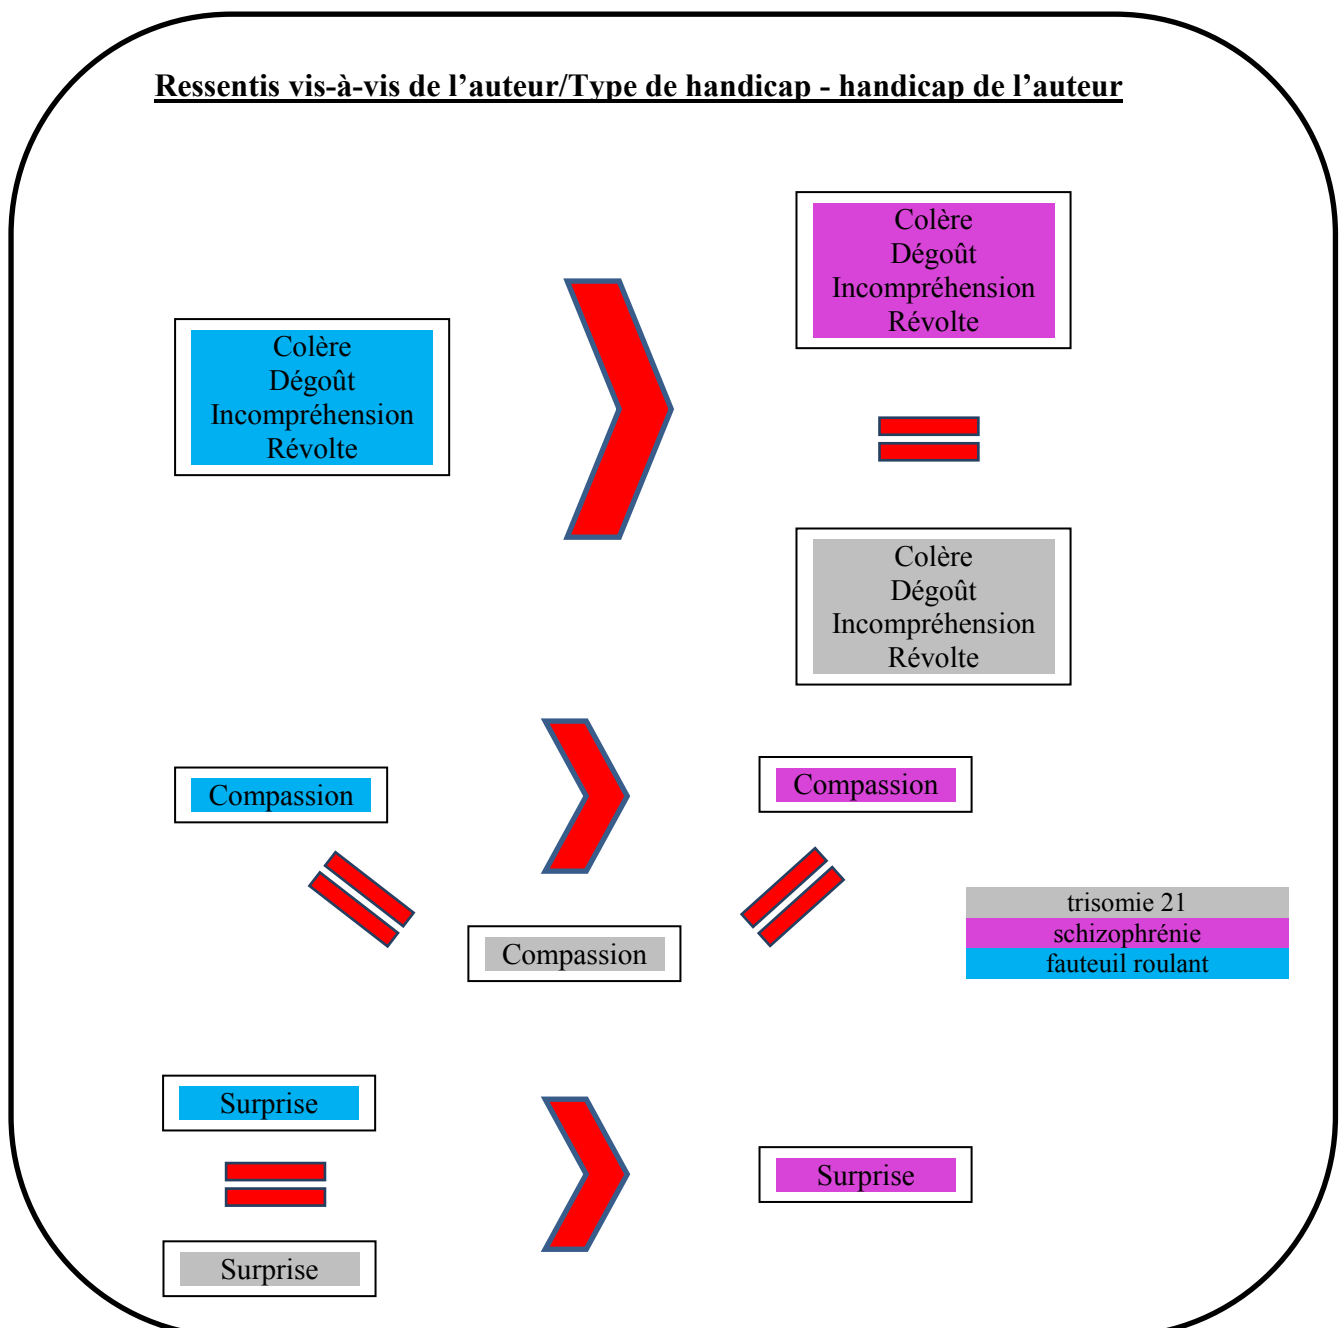 Ressentis vis-à-vis de l’auteur/Type de handicap - handicap de l’auteur
Colère
Dégoût
Incompréhension
Révolte
Colère
Dégoût
Incompréhension
Révolte
Colère
Dégoût
Incompréhension
Révolte
Compassion
Compassion
Compassion
trisomie 21
schizophrénie
fauteuil roulant
Surprise
Surprise
Surprise